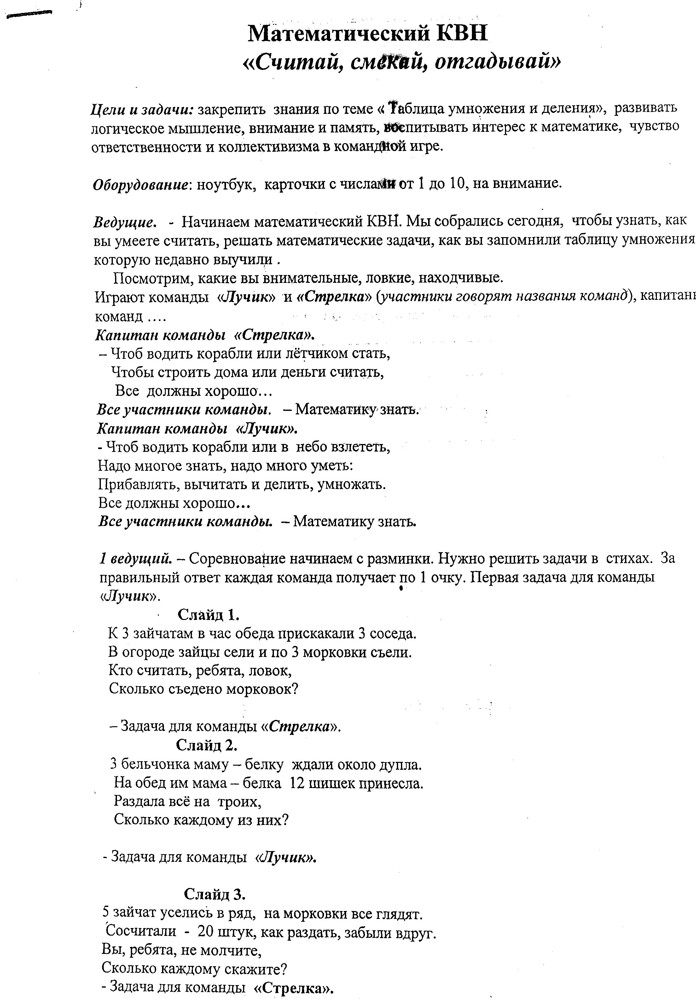 Математический КВН
«Считай, смекай, отгадывай»
Цели и задачи: закрепить знания по теме « Таблица умножения и деления», развивать
логическое мышление, внимание и память, воспитывать интерес к математике, чувство
ответственности и коллективизма в командной игре.
Оборудование: ноутбук, карточки с числами от 1 до 10, на внимание.
Ведущие. - Начинаем математический КВН. Мы собрались сегодня, чтобы узнать, как
вы умеете считать, решать математические задачи, как вы запомнили таблицу умножения
которую недавно выучили .
Посмотрим, какие вы внимательные, ловкие, находчивые.
Играют команды «Лучик» и «Стрелка» (участники говорят названия команд), капитаны
команд ….
Капитан команды «Стрелка».
– Чтоб водить корабли или лётчиком стать,
Чтобы строить дома или деньги считать,
Все должны хорошо…
Все участники команды. – Математику знать.
Капитан команды «Лучик».
- Чтоб водить корабли или в небо взлететь,
Надо многое знать, надо много уметь:
Прибавлять, вычитать и делить, умножать.
Все должны хорошо…
Все участники команды. – Математику знать.
1 ведущий. – Соревнование начинаем с разминки. Нужно решить задачи в стихах. За
правильный ответ каждая команда получает по 1 очку. Первая задача для команды
«Лучик».
Слайд 1.
К 3 зайчатам в час обеда прискакали 3 соседа.
В огороде зайцы сели и по 3 морковки съели.
Кто считать, ребята, ловок,
Сколько съедено морковок?
– Задача для команды «Стрелка».
Слайд 2.
3 бельчонка маму – белку ждали около дупла.
На обед им мама – белка 12 шишек принесла.
Раздала всё на троих,
Сколько каждому из них?
- Задача для команды «Лучик».
Слайд 3.
5 зайчат уселись в ряд, на морковки все глядят.
Сосчитали - 20 штук, как раздать, забыли вдруг.
Вы, ребята, не молчите,
Сколько каждому скажите?
- Задача для команды «Стрелка».